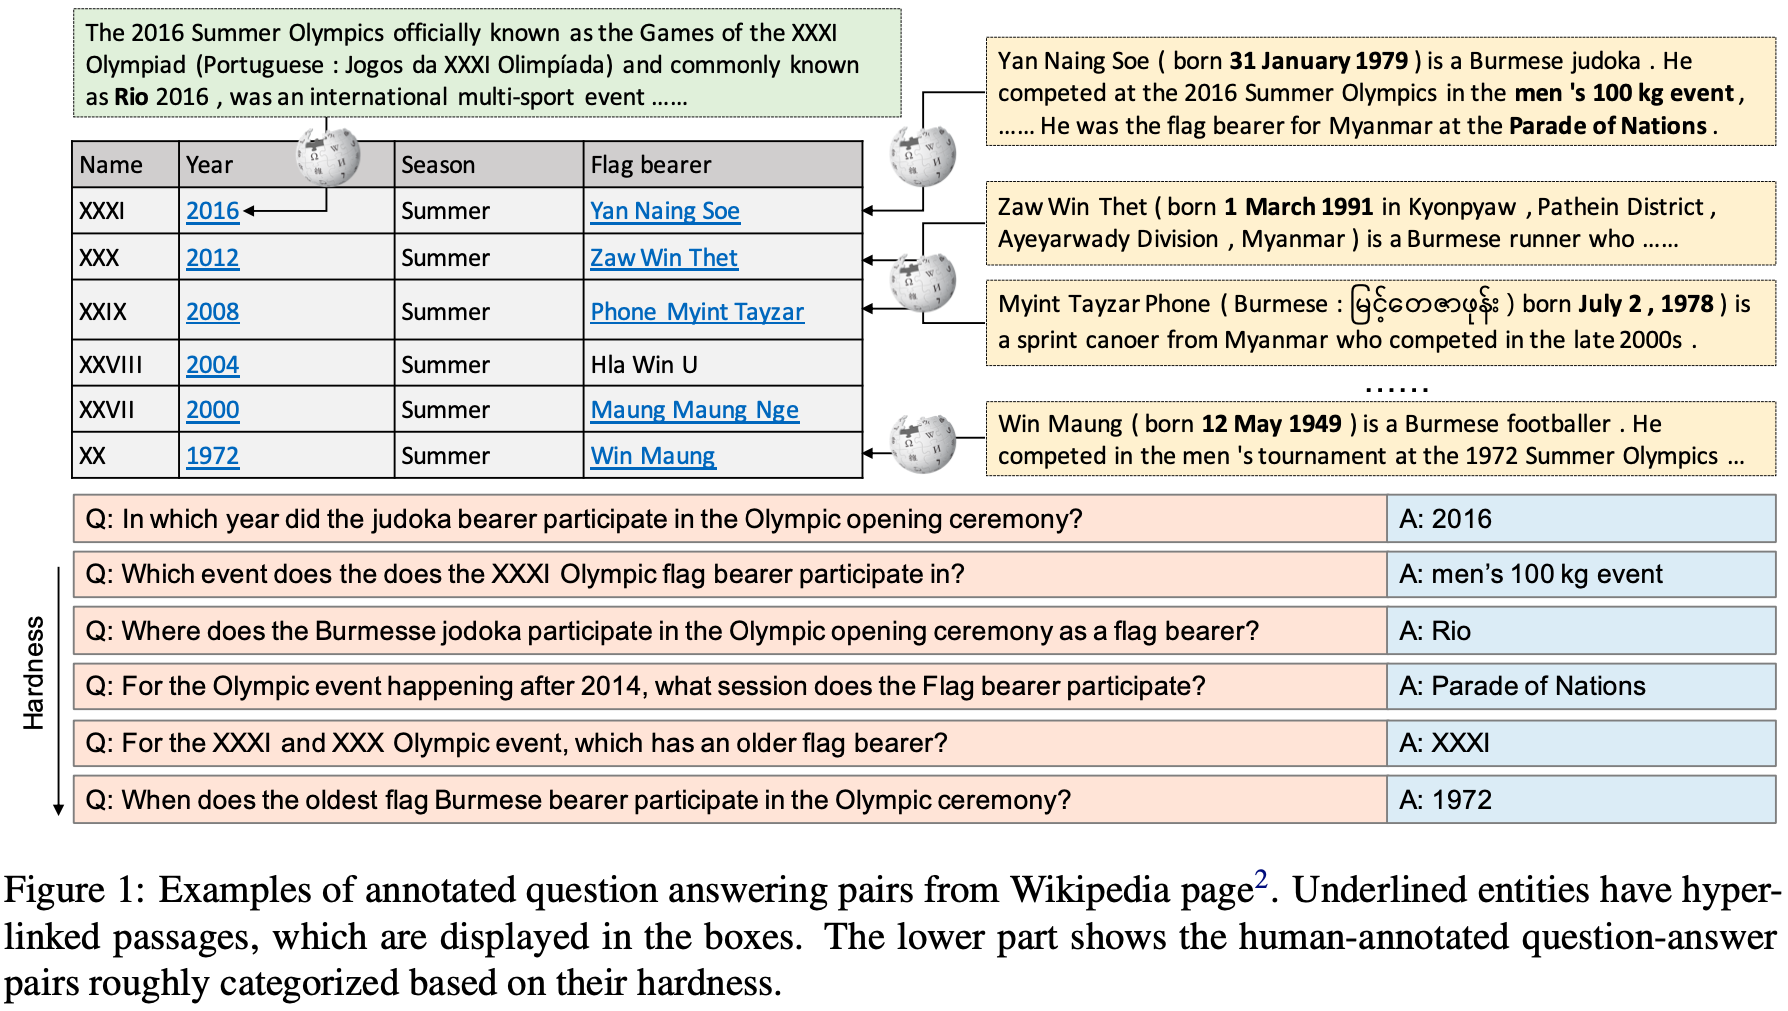 The 2016 Summer Olympics officially known as the Games of the XXXI
Olympiad (Portuguese : Jogos da XXXI Olimpíada) and commonly known
as Rio 2016 , was an international multi-sport event ......
Name Year Season Flag bearer
XXXI 2016 Summer Yan Naing Soe
XXX 2012 Summer Zaw Win Thet
XXIX 2008 Summer Phone Myint Tayzar
XXVIII 2004 Summer Hla Win U
XXVII 2000 Summer Maung Maung Nge
XX 1972 Summer Win Maung
Yan Naing Soe ( born 31 January 1979 ) is a Burmese judoka . He
competed at the 2016 Summer Olympics in the men 's 100 kg event ,
...... He was the flag bearer for Myanmar at the Parade of Nations .
Zaw Win Thet ( born 1 March 1991 in Kyonpyaw , Pathein District ,
Ayeyarwady Division , Myanmar ) is a Burmese runner who ......
Myint Tayzar Phone ( Burmese : မြင့်တေဇာဖုန်း ) born July 2 , 1978 ) is
a sprint canoer from Myanmar who competed in the late 2000s .
......
Win Maung ( born 12 May 1949 ) is a Burmese footballer . He
competed in the men 's tournament at the 1972 Summer Olympics ...
Hardness
Q: In which year did the judoka bearer participate in the Olympic opening ceremony? A: 2016
Q: Which event does the does the XXXI Olympic flag bearer participate in? A: men's 100 kg event
Q: Where does the Burmesse jodoka participate in the Olympic opening ceremony as a flag bearer? A: Rio
Q: For the Olympic event happening after 2014, what session does the Flag bearer participate? A: Parade of Nations
Q: For the XXXI and XXX Olympic event, which has an older flag bearer? A: XXXI
Q: When does the oldest flag Burmese bearer participate in the Olympic ceremony? A: 1972
Figure 1: Examples of annotated question answering pairs from Wikipedia page2. Underlined entities have hyper-
linked passages, which are displayed in the boxes. The lower part shows the human-annotated question-answer
pairs roughly categorized based on their hardness.